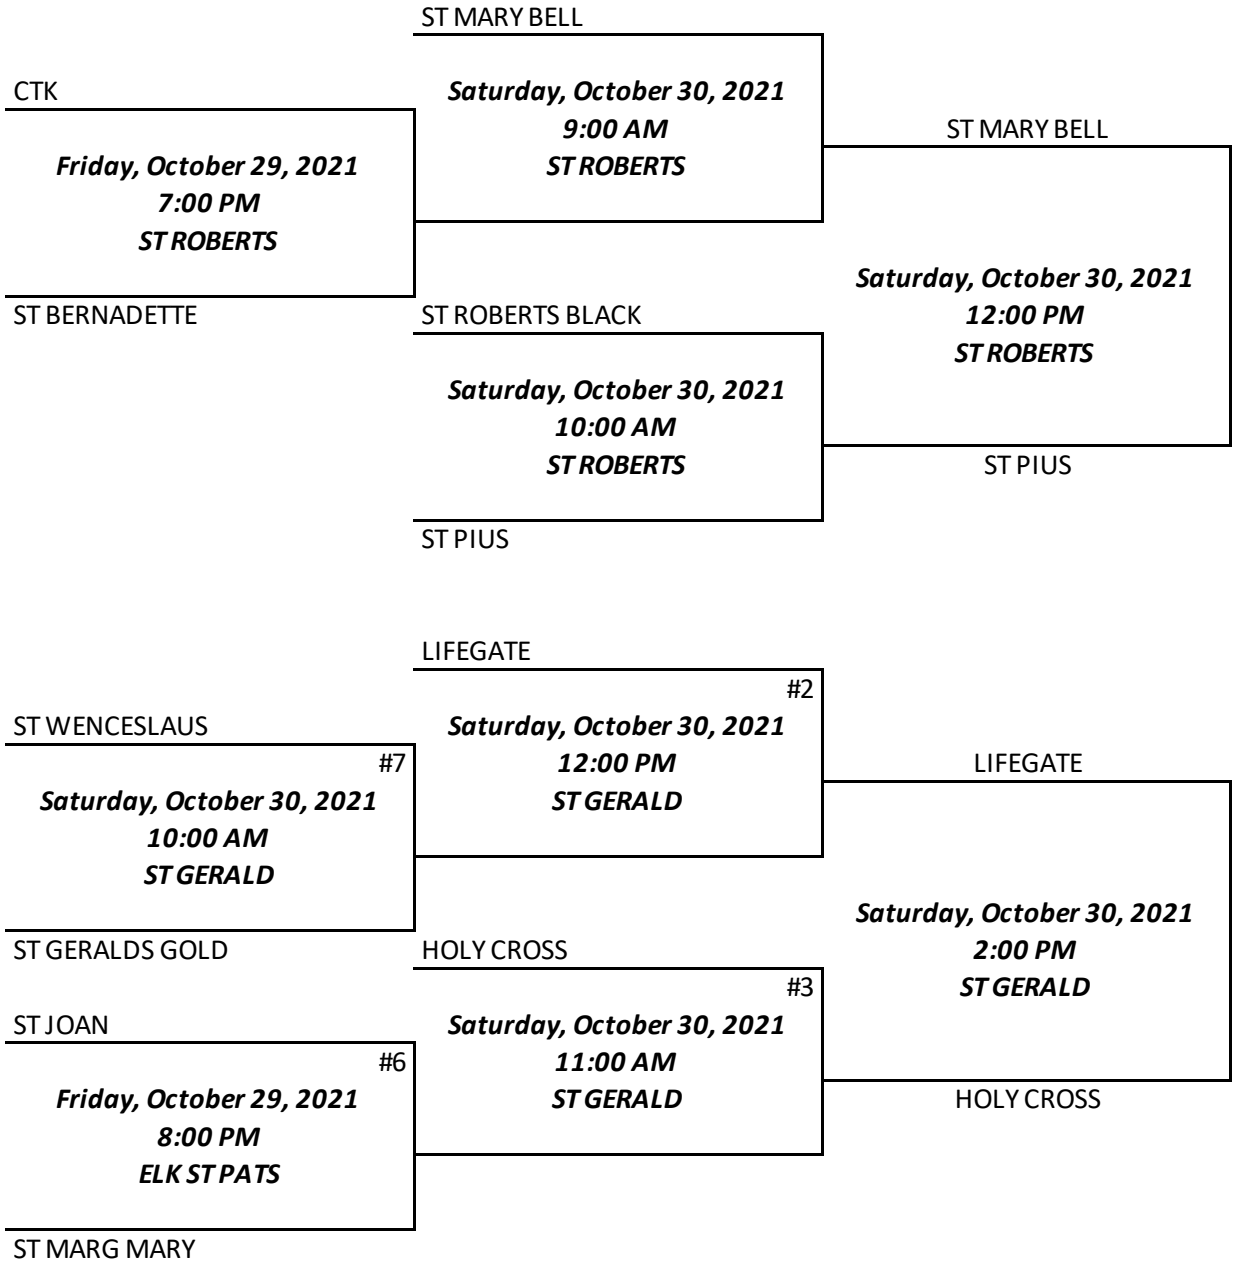 ST MARY BELL
CTK
Saturday, October 30, 2021
9:00 AM
ST ROBERTS
ST MARY BELL
Friday, October 29, 2021
7:00 PM
ST ROBERTS
Saturday, October 30, 2021
12:00 PM
ST ROBERTS
ST BERNADETTE
ST ROBERTS BLACK
Saturday, October 30, 2021
10:00 AM
ST ROBERTS
ST PIUS
ST PIUS
LIFEGATE
#2
ST WENCESLAUS
Saturday, October 30, 2021
12:00 PM
ST GERALD
#7
LIFEGATE
Saturday, October 30, 2021
10:00 AM
ST GERALD
Saturday, October 30, 2021
2:00 PM
ST GERALD
ST GERALDS GOLD
HOLY CROSS
#3
ST JOAN
Saturday, October 30, 2021
11:00 AM
ST GERALD
#6
Friday, October 29, 2021
8:00 PM
ELK ST PATS
HOLY CROSS
ST MARG MARY